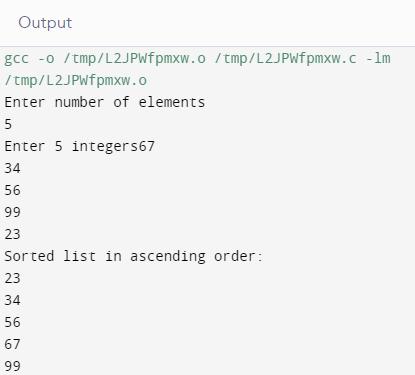 Output
gcc -o /tmp/L2JPWfpmxw.o /tmp/L2JPWfpmxw.c -lm
/tmp/L2JPWfpmxw.o
Enter number of elements
5
Enter 5 integers67
34
56
99
23
Sorted list in ascending order:
23
34
56
67
99